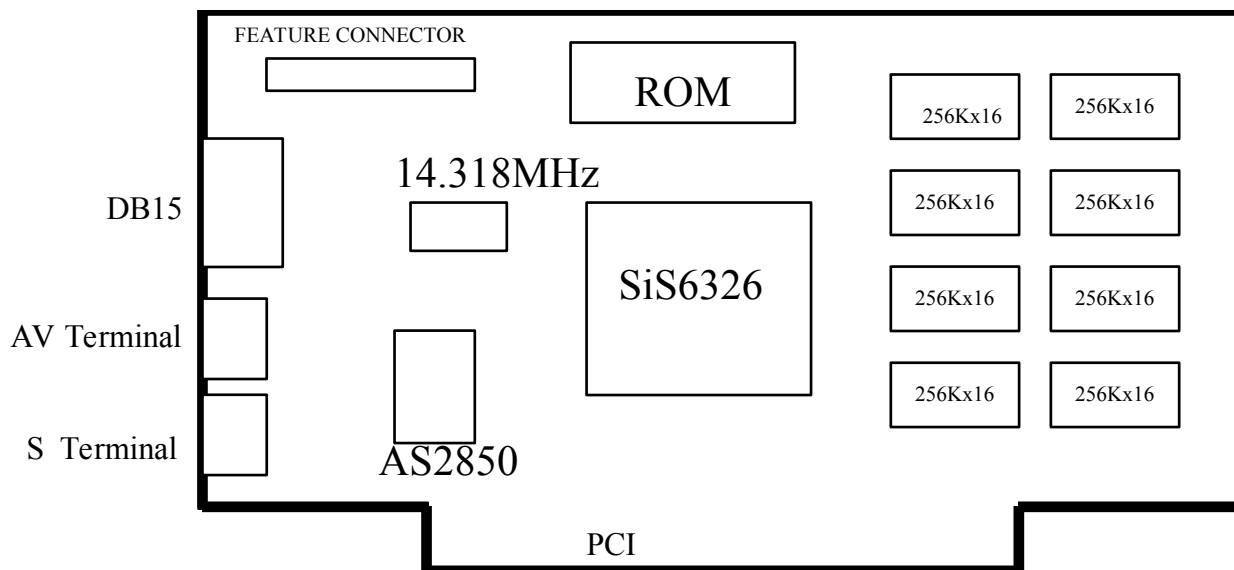 FEATURE CONNECTOR
ROM
256Kx16
256Kx16
14.318MHz
DB15
256Kx16
256Kx16
SiS6326
256Kx16
256Kx16
AV Terminal
256Kx16
256Kx16
S Terminal
AS2850
PCI